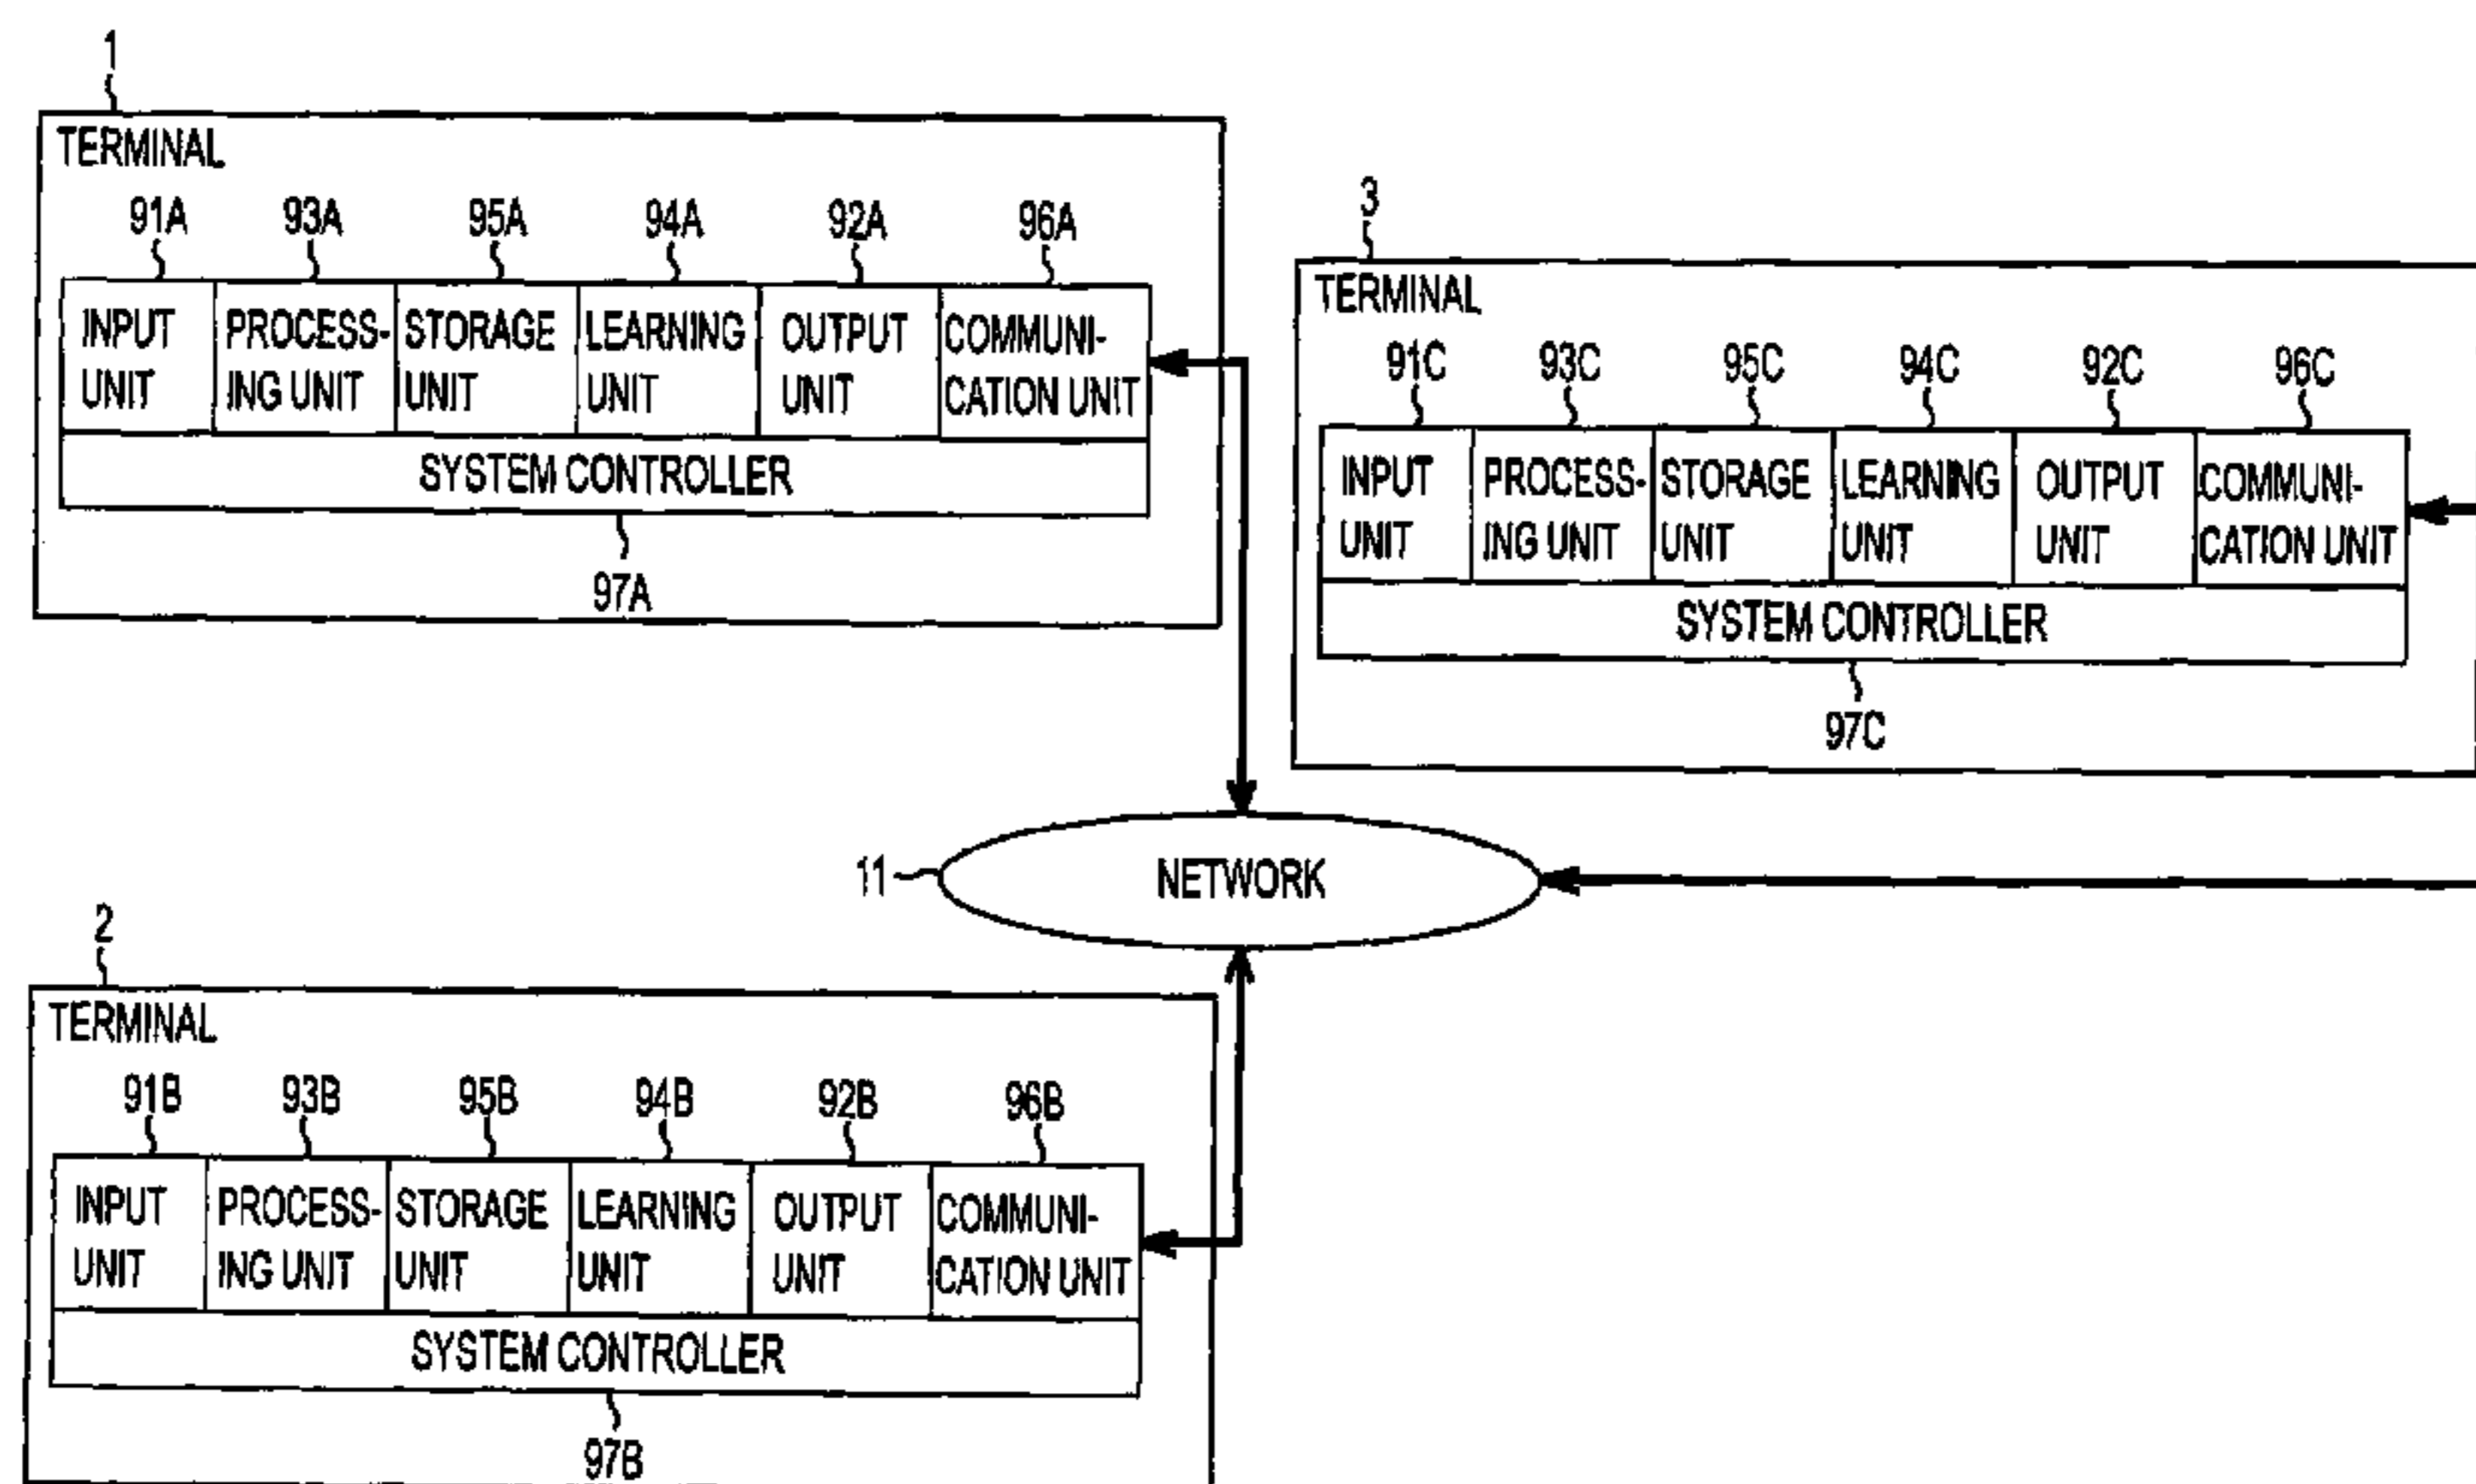 1
TERMINAL
91A 93A 95A 94A 92A 96A
INPUT UNIT
PROCESS-
ING UNIT
STORAGE UNIT
LEARNING UNIT
OUTPUT UNIT
COMMUNI-
CATION UNIT
SYSTEM CONTROLLER
97A
3
TERMINAL
91C 93C 95C 94C 92C 96C
INPUT UNIT
PROCESS-
ING UNIT
STORAGE UNIT
LEARNING UNIT
OUTPUT UNIT
COMMUNI-
CATION UNIT
SYSTEM CONTROLLER
97C
11
NETWORK
2
TERMINAL
91B 93B 95B 94B 92B 96B
INPUT UNIT
PROCESS-
ING UNIT
STORAGE UNIT
LEARNING UNIT
OUTPUT UNIT
COMMUNI-
CATION UNIT
SYSTEM CONTROLLER
97B